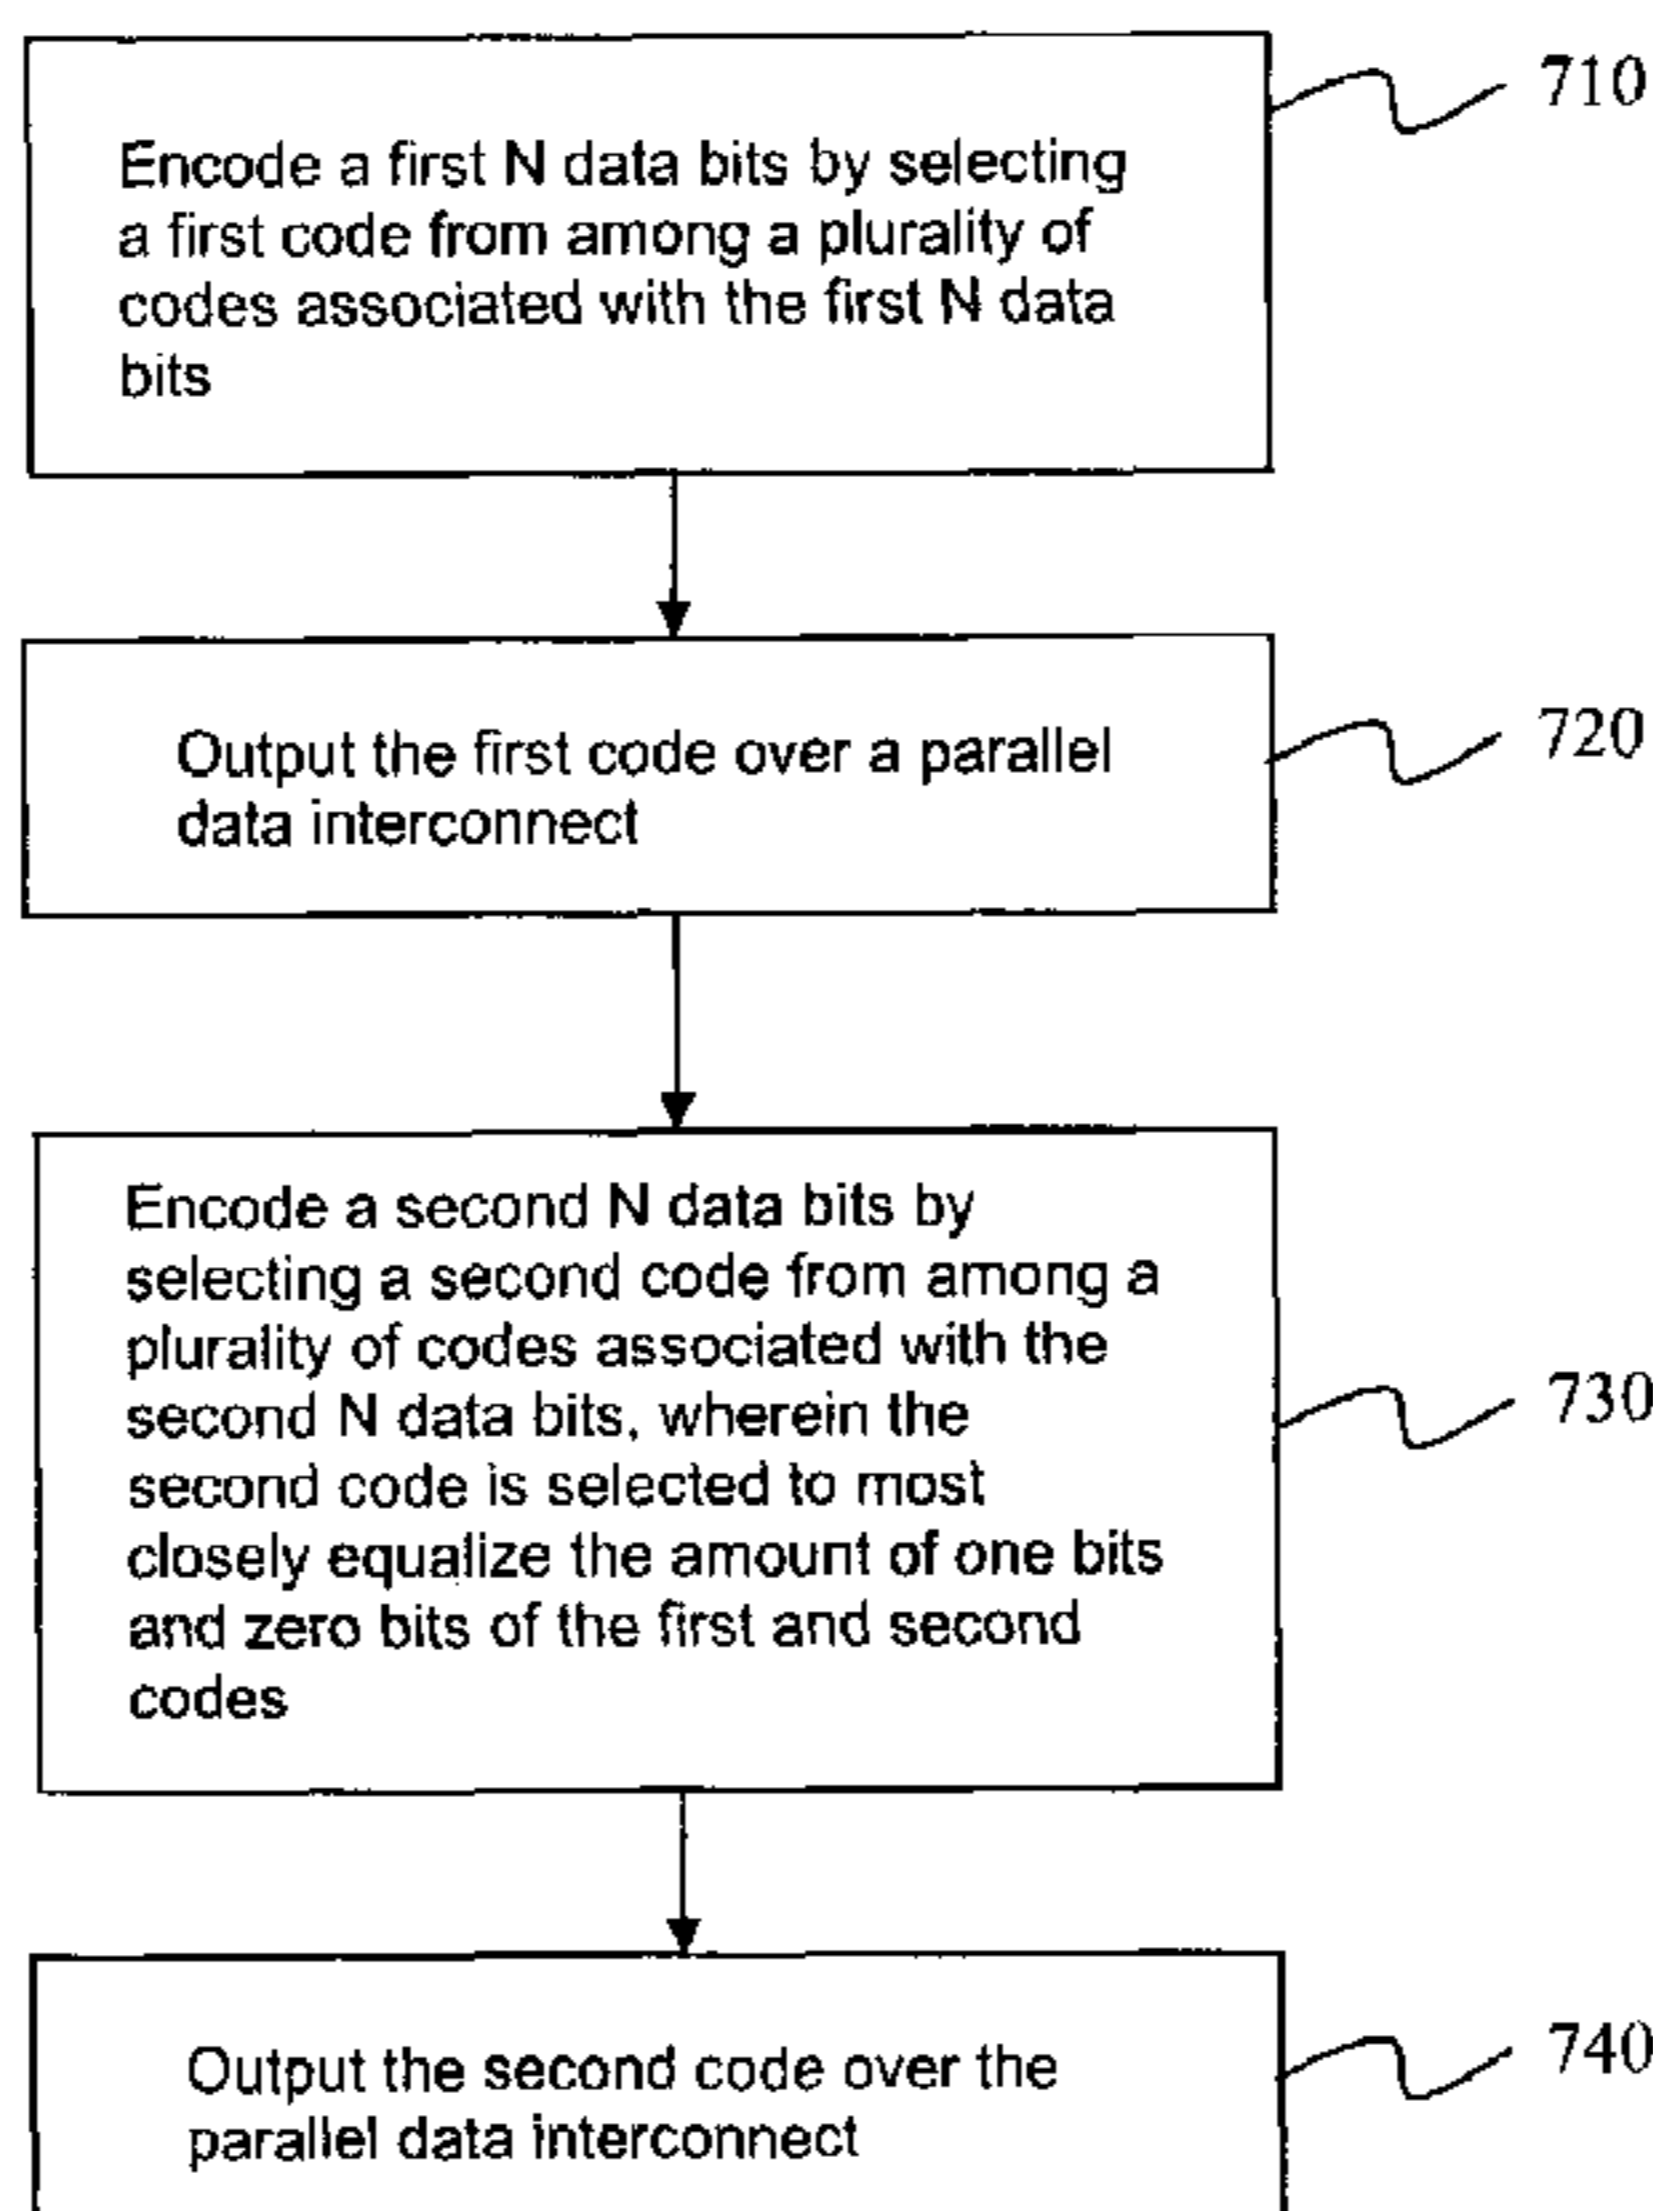 710
Encode a first N data bits by selecting
a first code from among a plurality of
codes associated with the first N data
bits
720
Output the first code over a parallel
data interconnect
Encode a second N data bits by
selecting a second code from among a
plurality of codes associated with the
second N data bits, wherein the
730
second code is selected to most
closely equalize the amount of one bits
and zero bits of the first and second
codes
740
Output the second code over the
parallel data interconnect